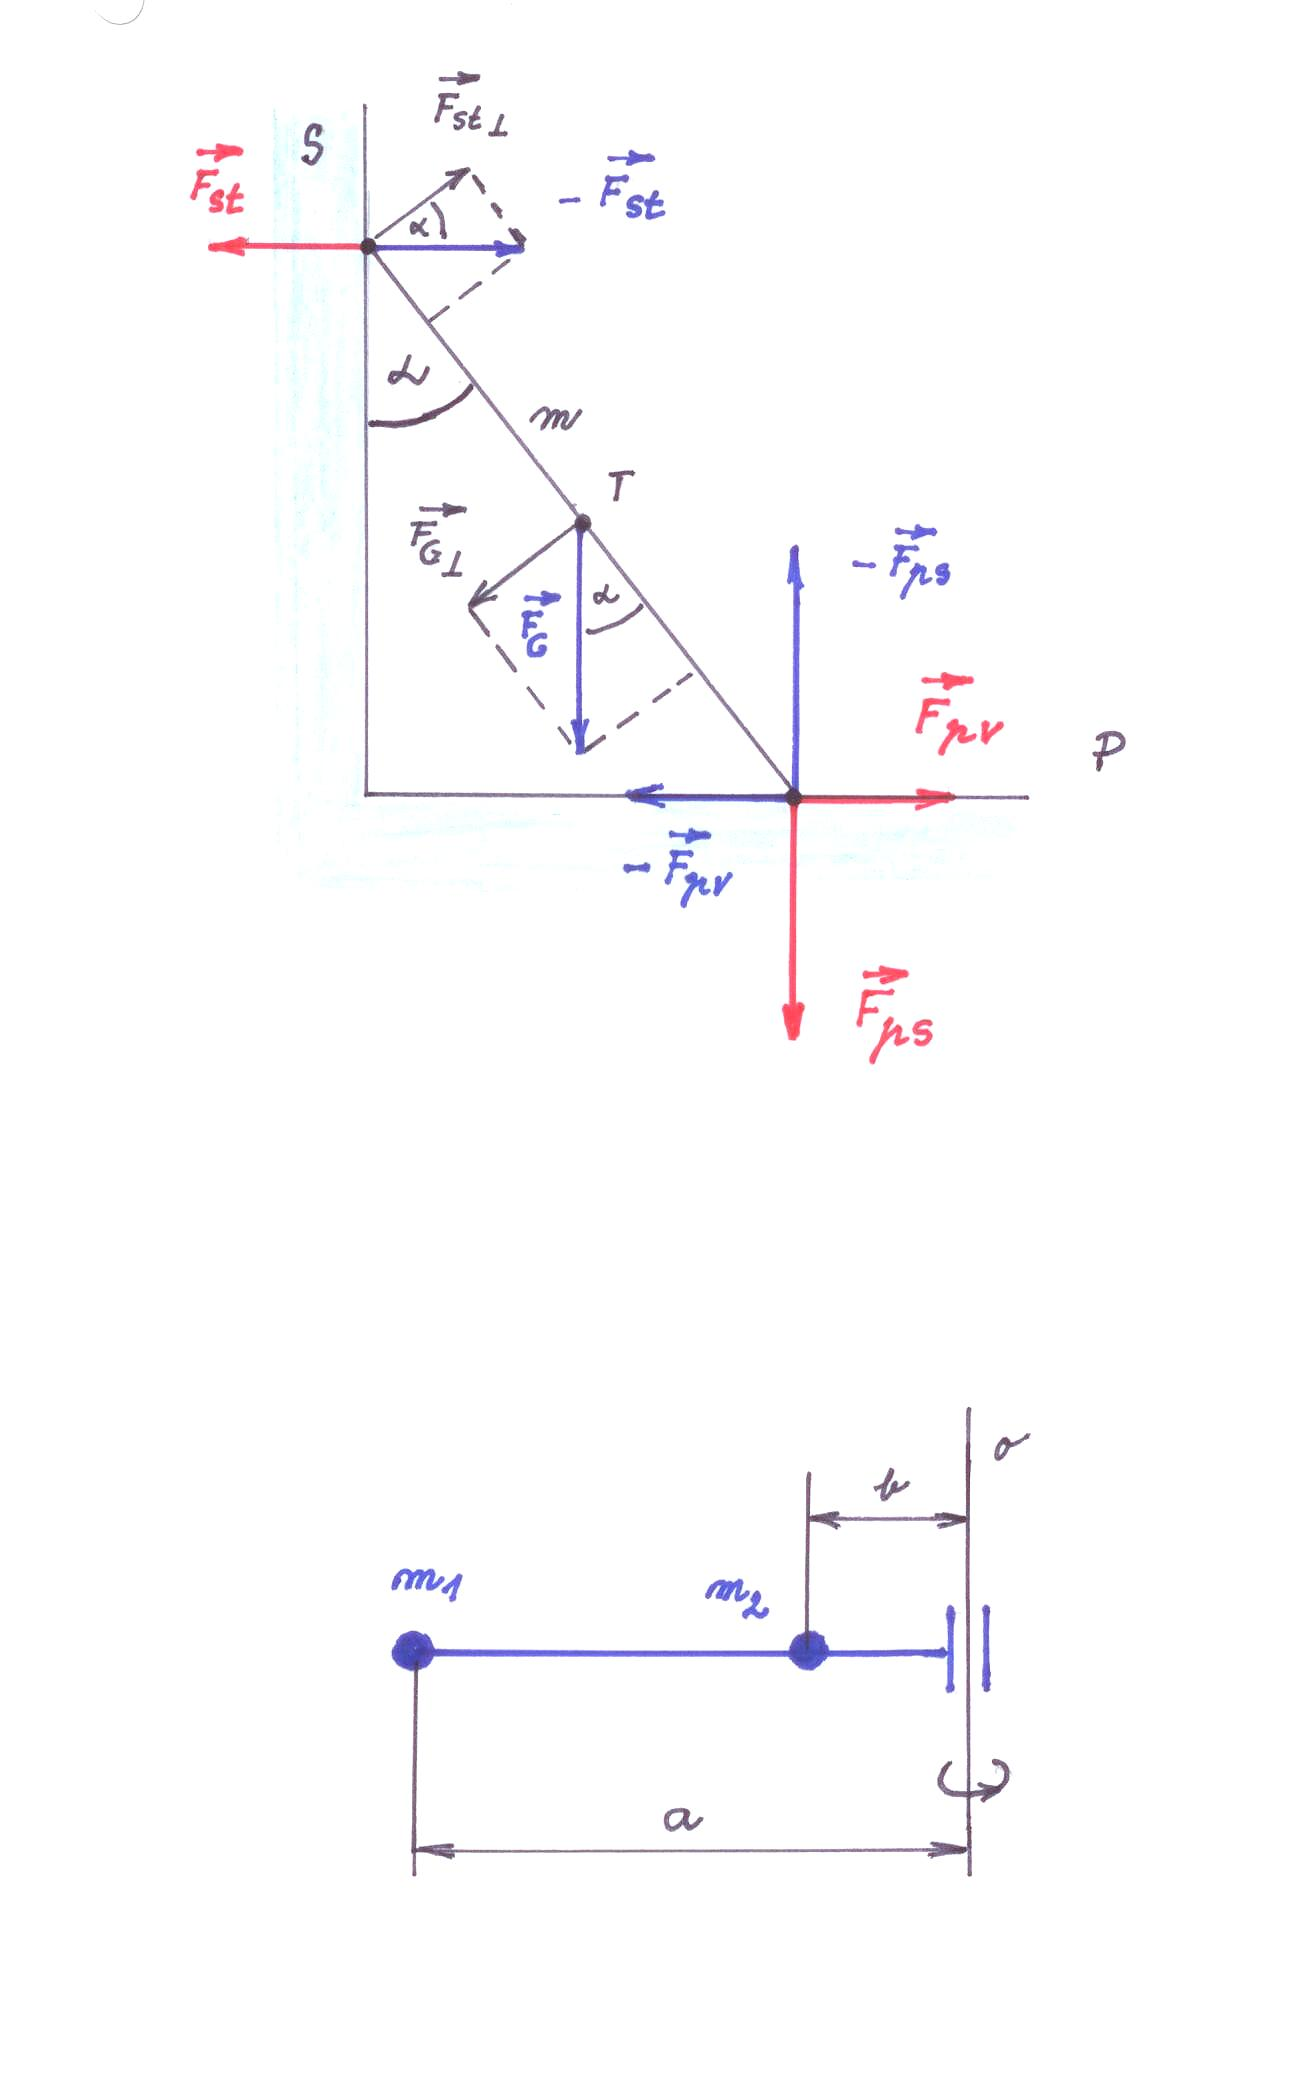 F⃗st⊥
S
F⃗st
- F⃗st
α
α
m
T
F⃗G⊥
F⃗G
α
- F⃗ps
F⃗pv
P
- F⃗pv
F⃗ps
σ
b
m1
m2
a